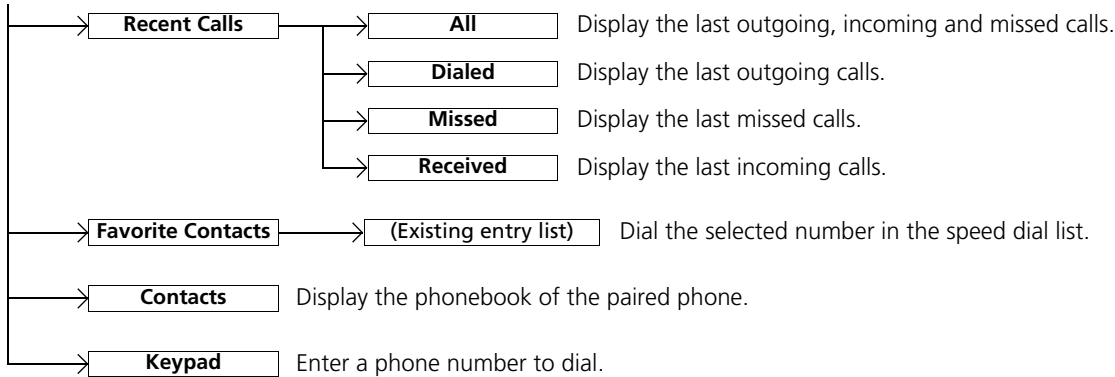 Recent Calls All Display the last outgoing, incoming and missed calls.
Dialed Display the last outgoing calls.
Missed Display the last missed calls.
Received Display the last incoming calls.
Favorite Contacts (Existing entry list) Dial the selected number in the speed dial list.
Contacts Display the phonebook of the paired phone.
Keypad Enter a phone number to dial.